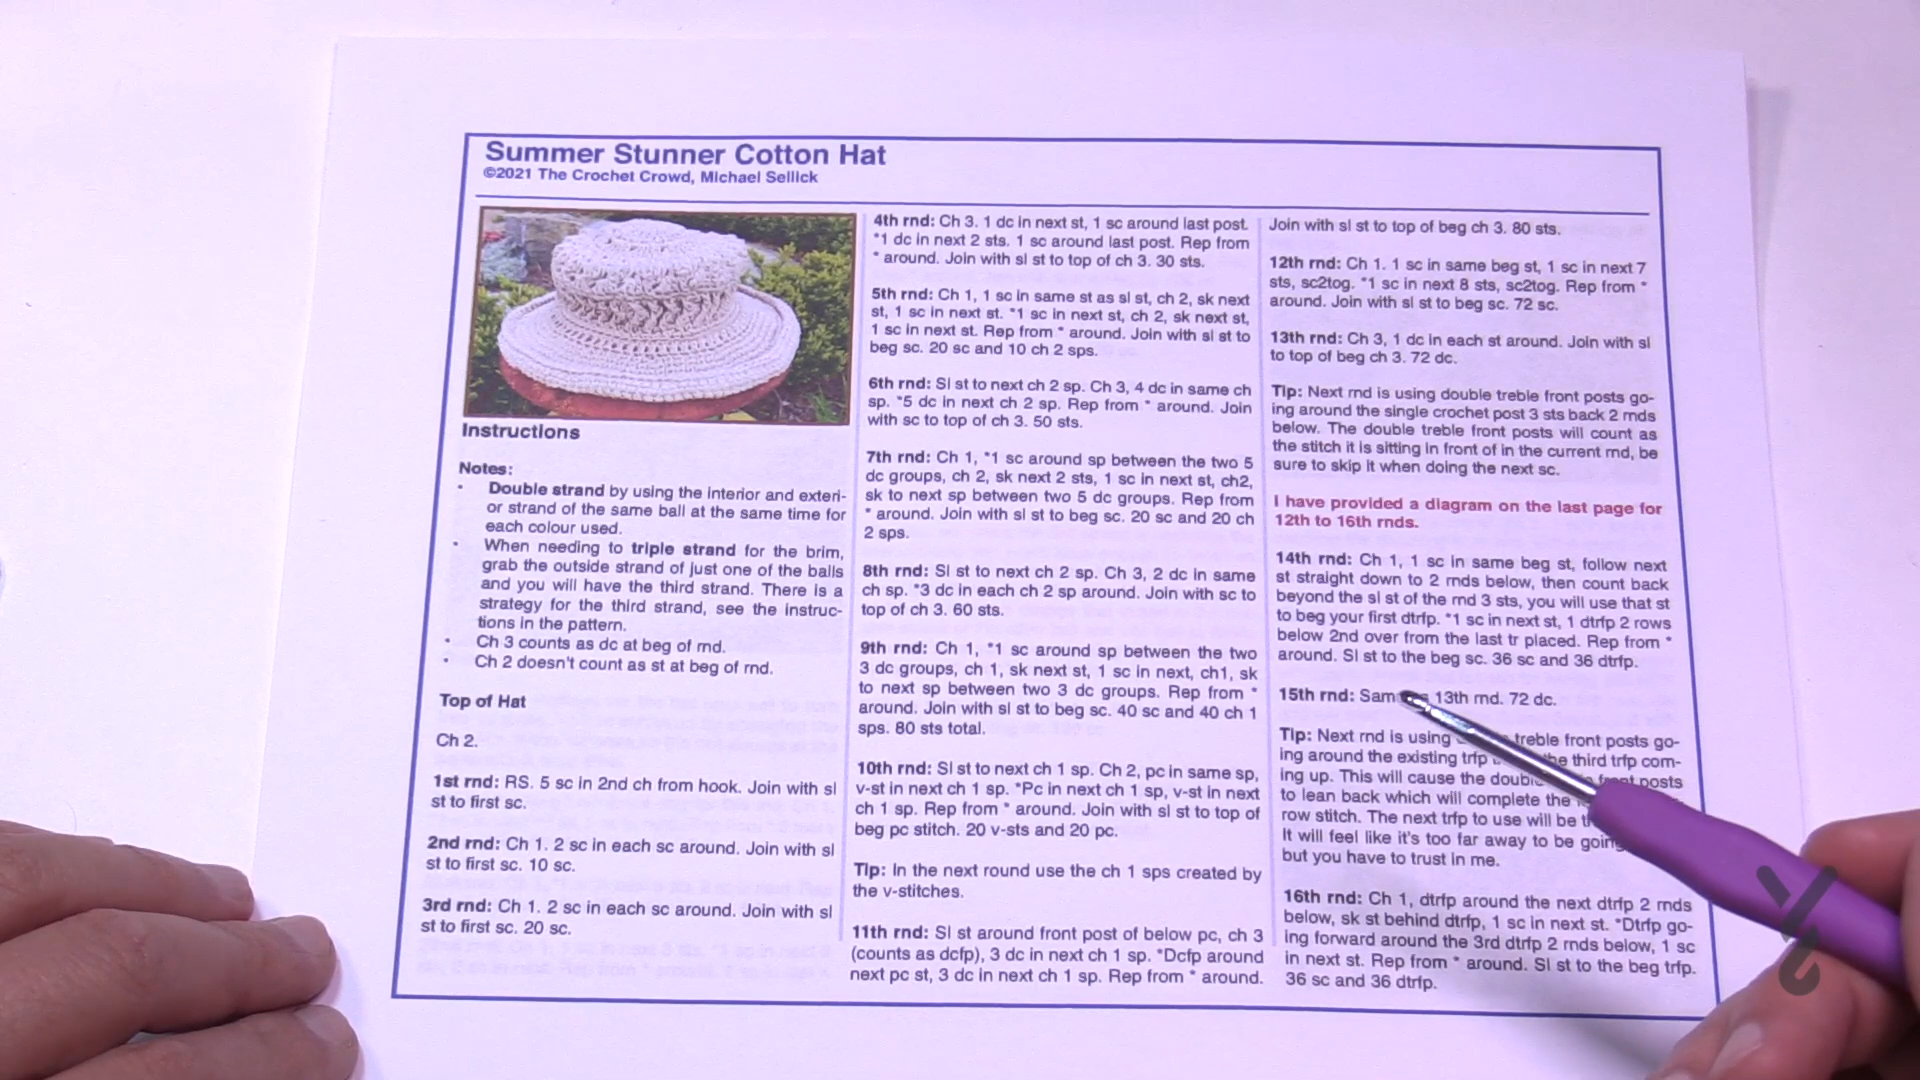 Summer Stunner Cotton Hat
©2021 The Crochet Crowd, Michael Sellick
Instructions
Notes:
• Double strand by using the interior and exteri-
or strand of the same ball at the same time for
each colour used.
• When needing to triple strand for the brim,
grab the outside strand of just one of the balls
and you will have the third strand. There is a
strategy for the third strand, see the instruc-
tions in the pattern.
• Ch 3 counts as dc at beg of rnd.
• Ch 2 doesn't count as st at beg of rnd.
Top of Hat
Ch 2.
1st rnd: RS. 5 sc in 2nd ch from hook. Join with sl
st to first sc.
2nd rnd: Ch 1. 2 sc in each sc around. Join with sl
st to first sc. 10 sc.
3rd rnd: Ch 1. 2 sc in each sc around. Join with sl
st to first sc. 20 sc.
4th rnd: Ch 3. 1 dc in next st, 1 sc around last post.
*1 dc in next 2 sts. 1 sc around last post. Rep from
* around. Join with sl st to top of ch 3. 30 sts.
5th rnd: Ch 1, 1 sc in same st as sl st, ch 2, sk next
st, 1 sc in next st. *1 sc in next st, ch 2, sk next st,
1 sc in next st. Rep from * around. Join with sl st to
beg sc. 20 sc and 10 ch 2 sps.
6th rnd: Sl st to next ch 2 sp. Ch 3, 4 dc in same ch
sp. *5 dc in next ch 2 sp. Rep from * around. Join
with sc to top of ch 3. 50 sts.
7th rnd: Ch 1, *1 sc around sp between the two 5
dc groups, ch 2, sk next 2 sts, 1 sc in next st, ch2,
sk to next sp between two 5 dc groups. Rep from
* around. Join with sl st to beg sc. 20 sc and 20 ch
2 sps.
8th rnd: Sl st to next ch 2 sp. Ch 3, 2 dc in same
ch sp. *3 dc in each ch 2 sp around. Join with sc to
top of ch 3. 60 sts.
9th rnd: Ch 1, *1 sc around sp between the two
3 dc groups, ch 1, sk next st, 1 sc in next, ch1, sk
to next sp between two 3 dc groups. Rep from *
around. Join with sl st to beg sc. 40 sc and 40 ch 1
sps. 80 sts total.
10th rnd: Sl st to next ch 1 sp. Ch 2, pc in same sp,
v-st in next ch 1 sp. *Pc in next ch 1 sp, v-st in next
ch 1 sp. Rep from * around. Join with sl st to top of
beg pc stitch. 20 v-sts and 20 pc.
Tip: In the next round use the ch 1 sps created by
the v-stitches.
11th rnd: Sl st around front post of below pc, ch 3
(counts as dcfp), 3 dc in next ch 1 sp. *Dcfp around
next pc st, 3 dc in next ch 1 sp. Rep from * around.
Join with sl st to top of beg ch 3. 80 sts.
12th rnd: Ch 1. 1 sc in same beg st, 1 sc in next 7
sts, sc2tog. *1 sc in next 8 sts, sc2tog. Rep from *
around. Join with sl st to beg sc. 72 sc.
13th rnd: Ch 3, 1 dc in each st around. Join with sl
to top of beg ch 3. 72 dc.
Tip: Next rnd is using double treble front posts go-
ing around the single crochet post 3 sts back 2 rnds
below. The double treble front posts will count as
the stitch it is sitting in front of in the current rnd, be
sure to skip it when doing the next sc.
I have provided a diagram on the last page for
12th to 16th rnds.
14th rnd: Ch 1, 1 sc in same beg st, follow next
st straight down to 2 rnds below, then count back
beyond the sl st of the rnd 3 sts, you will use that st
to beg your first dtrfp. *1 sc in next st, 1 dtrfp 2 rows
below 2nd over from the last tr placed. Rep from *
around. Sl st to the beg sc. 36 sc and 36 dtrfp.
15th rnd: 13th rnd. 72 dc.
Tip: Next rnd is using treble front posts go-
ing around the existing trfp the third trfp com-
ing up. This will cause the front posts
to lean back which will complete the
row stitch. The next trfp to use will be
It will feel like it's too far away to be
but you have to trust in me.
16th rnd: Ch 1, dtrfp around the next dtrfp 2 rnds
below, sk st behind dtrfp, 1 sc in next st. *Dtrfp go-
ing forward around the 3rd dtrfp 2 rnds below, 1 sc
in next st. Rep from * around. Sl st to the beg trfp.
36 sc and 36 dtrfp.